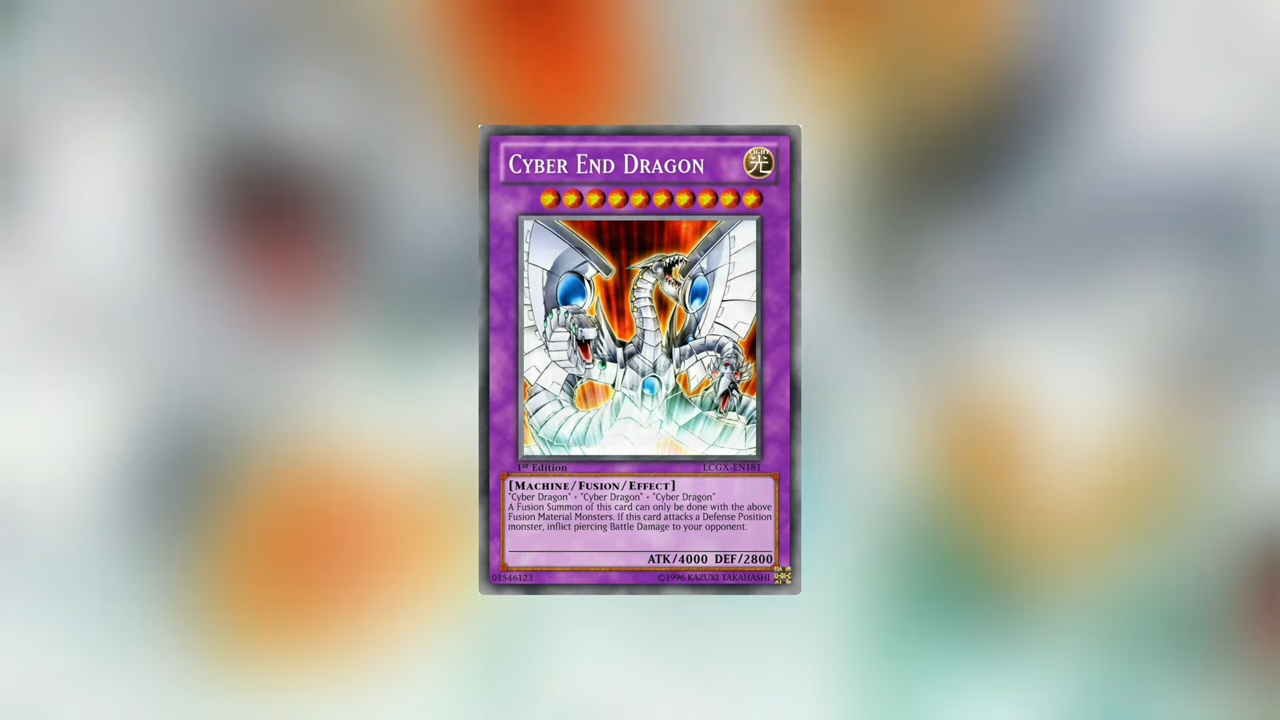 CYBER END DRAGON
LIGHT
光
1st Edition
LCGX-EN181
[MACHINE/FUSION/EFFECT]
"Cyber Dragon" + "Cyber Dragon" + "Cyber Dragon"
A Fusion Summon of this card can only be done with the above
Fusion Material Monsters. If this card attacks a Defense Position
monster, inflict piercing Battle Damage to your opponent.
ATK/4000 DEF/2800
01546123
©1996 KAZUKI TAKAHASHI